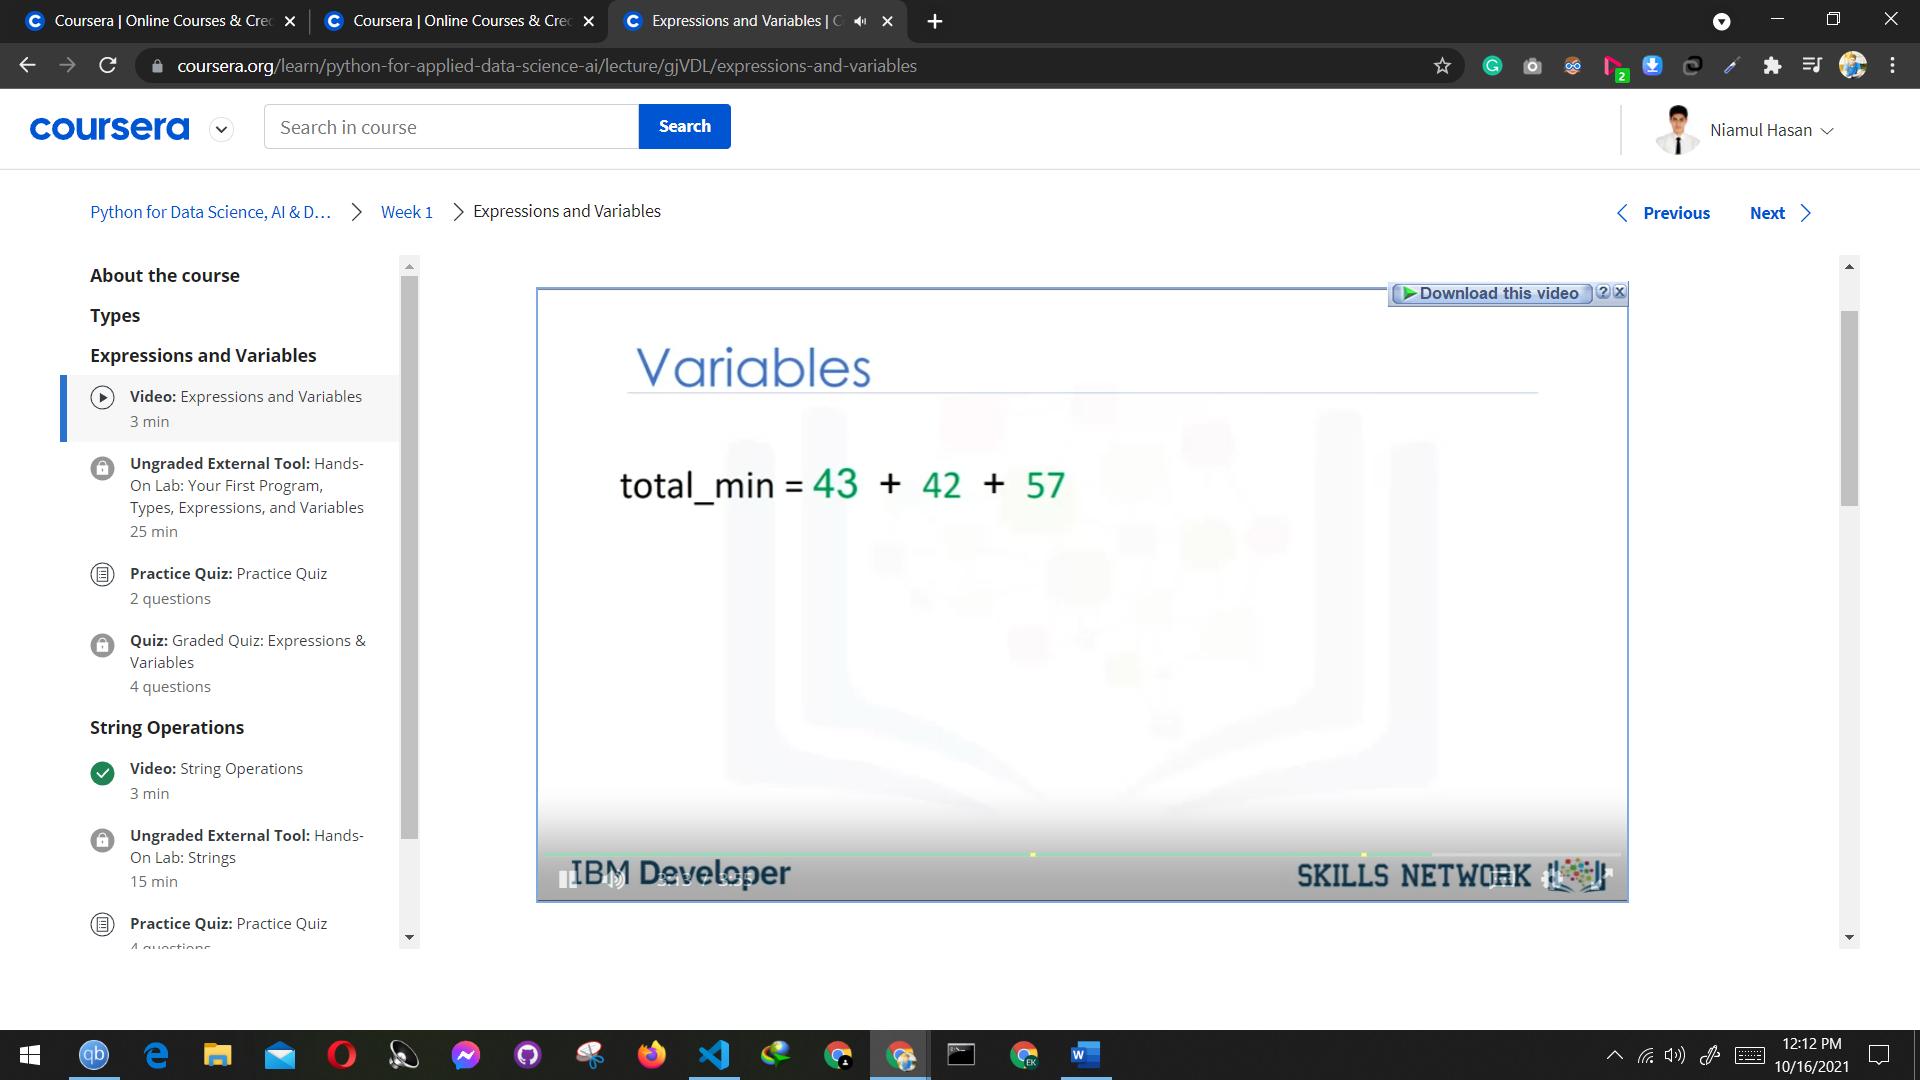 Coursera | Online Courses & Cre
Coursera | Online Courses & Cre
Expressions and Variables |
coursera.org/learn/python-for-applied-data-science-ai/lecture/gjVDL/expressions-and-variables
2
coursera
Search in course
Search
Niamul Hasan
Python for Data Science, AI & D...
Week 1
Expressions and Variables
Previous
Next
About the course
Types
Expressions and Variables
Video: Expressions and Variables
3 min
Ungraded External Tool: Hands-
On Lab: Your First Program,
Types, Expressions, and Variables
25 min
Practice Quiz: Practice Quiz
2 questions
Quiz: Graded Quiz: Expressions &
Variables
4 questions
String Operations
Video: String Operations
3 min
Ungraded External Tool: Hands-
On Lab: Strings
15 min
Practice Quiz: Practice Quiz
4 questions
Download this video ? X
Variables
total_min = 43 + 42 + 57
IBM Developer
SKILLS NETWORK
qb
EK
12:12 PM
10/16/2021